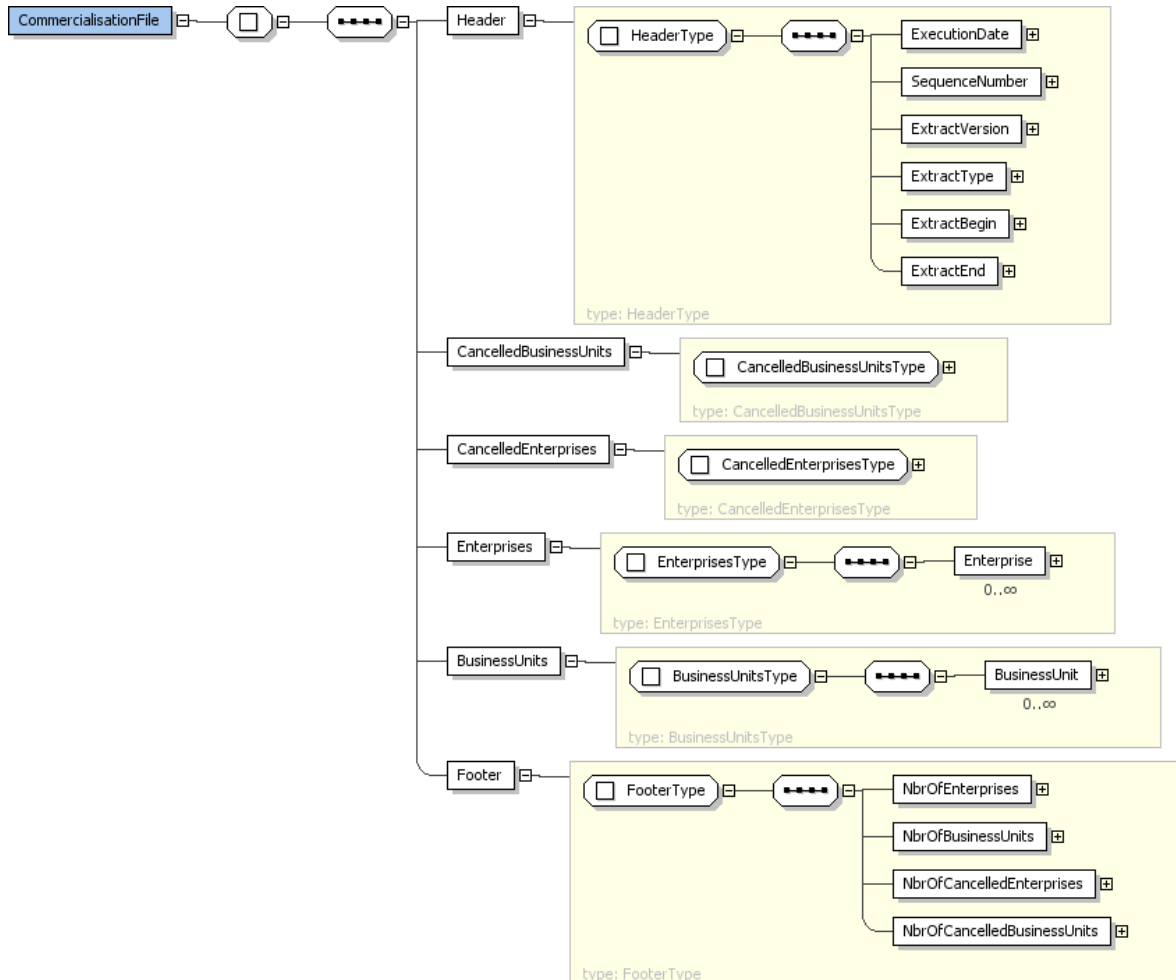 CommercialisationFile
Header
HeaderType
ExecutionDate
SequenceNumber
ExtractVersion
ExtractType
ExtractBegin
ExtractEnd
type: HeaderType
CancelledBusinessUnits
CancelledBusinessUnitsType
type: CancelledBusinessUnitsType
CancelledEnterprises
CancelledEnterprisesType
type: CancelledEnterprisesType
Enterprises
EnterprisesType
Enterprise
0..∞
type: EnterprisesType
BusinessUnits
BusinessUnitsType
BusinessUnit
0..∞
type: BusinessUnitsType
Footer
FooterType
NbrOfEnterprises
NbrOfBusinessUnits
NbrOfCancelledEnterprises
NbrOfCancelledBusinessUnits
type: FooterType